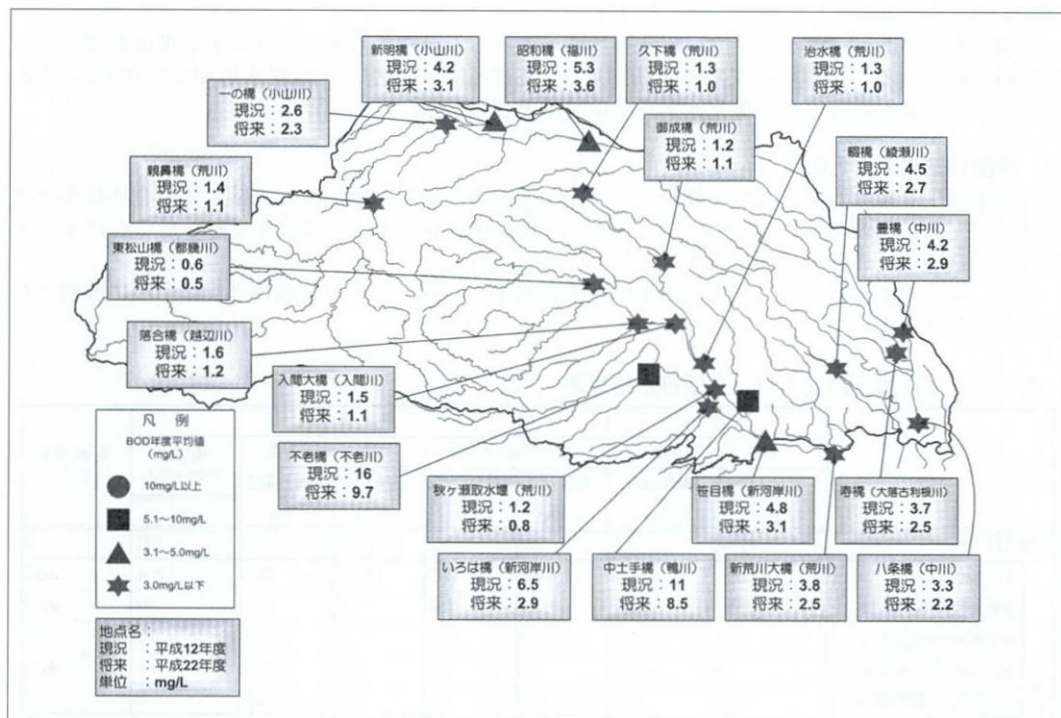 新明橋（小山川）
現況：4.2
将来：3.1
昭和橋（福川）
現況：5.3
将来：3.6
久下橋（荒川）
現況：1.3
将来：1.0
治水橋（荒川）
現況：1.3
将来：1.0
一の橋（小山川）
現況：2.6
将来：2.3
御成橋（荒川）
現況：1.2
将来：1.1
畷橋（綾瀬川）
現況：4.5
将来：2.7
親鼻橋（荒川）
現況：1.4
将来：1.1
豊橋（中川）
現況：4.2
将来：2.9
東松山橋（都幾川）
現況：0.6
将来：0.5
落合橋（越辺川）
現況：1.6
将来：1.2
入間大橋（入間川）
現況：1.5
将来：1.1
不老橋（不老川）
現況：16
将来：9.7
秋ヶ瀬取水堰（荒川）
現況：1.2
将来：0.8
笹目橋（新河岸川）
現況：4.8
将来：3.1
寿橋（大落古利根川）
現況：3.7
将来：2.5
いろは橋（新河岸川）
現況：6.5
将来：2.9
中土手橋（鴨川）
現況：11
将来：8.5
新荒川大橋（荒川）
現況：3.8
将来：2.5
八条橋（中川）
現況：3.3
将来：2.2
凡 例
BOD年度平均値
（mg/L）
10mg/L以上
5.1〜10mg/L
3.1〜5.0mg/L
3.0mg/L以下
地点名：
現況 ：平成12年度
将来 ：平成22年度
単位 ：mg/L